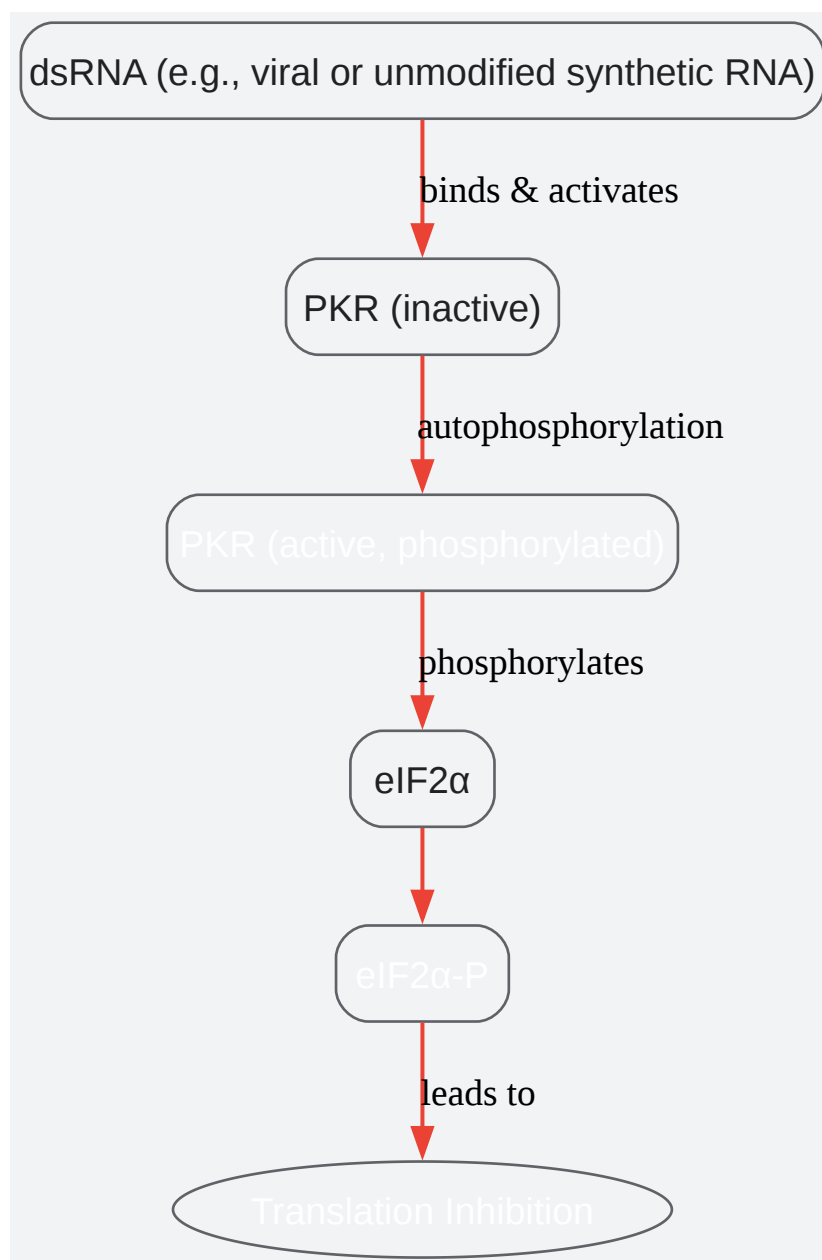 dsRNA (e.g., viral or unmodified synthetic RNA)
binds & activates
PKR (inactive)
autophosphorylation
PKR (active, phosphorylated)
phosphorylates
eIF2α
eIF2α-P
leads to
Translation Inhibition